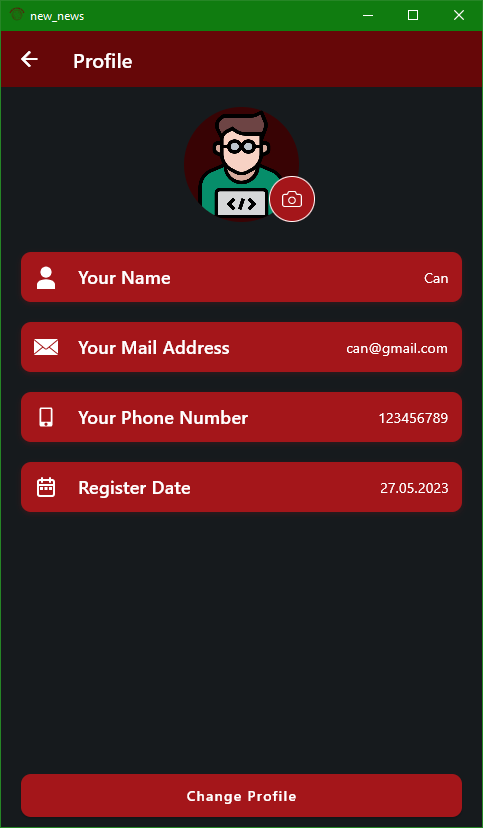 new_news
Profile
</>
Your Name Can
Your Mail Address can@gmail.com
Your Phone Number 123456789
Register Date 27.05.2023
Change Profile